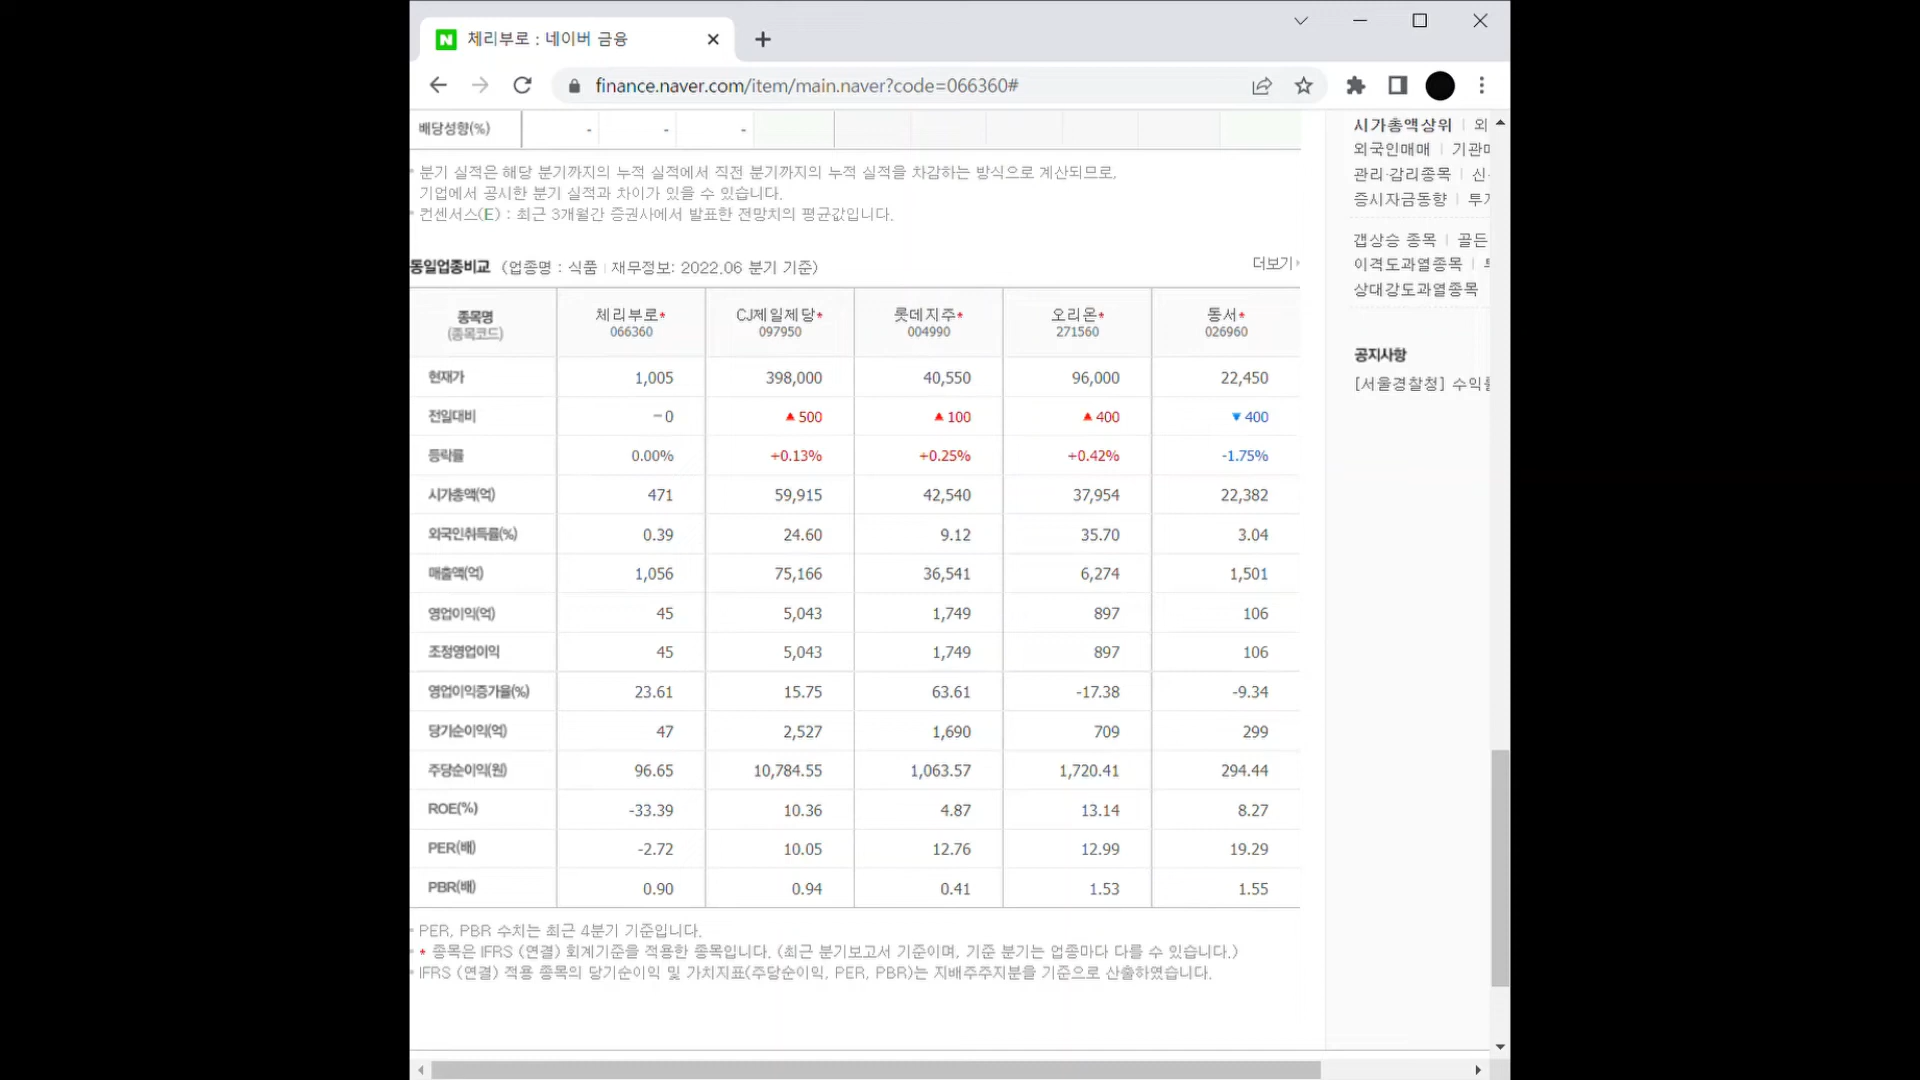 체리부로 : 네이버 금융
finance.naver.com/item/main.naver?code=066360#
배당성향(%) - - -
분기 실적은 해당 분기까지의 누적 실적에서 직전 분기까지의 누적 실적을 차감하는 방식으로 계산되므로,
기업에서 공시한 분기 실적과 차이가 있을 수 있습니다.
컨센서스(E) : 최근 3개월간 증권사에서 발표한 전망치의 평균값입니다.
동일업종비교 (업종명 : 식품 | 재무정보: 2022.06 분기 기준) 더보기
종목명 체리부로* CJ제일제당* 롯데지주* 오리온* 동서*
(종목코드) 066360 097950 004990 271560 026960
현재가 1,005 398,000 40,550 96,000 22,450
전일대비 0 ▲500 ▲100 ▲400 ▼400
등락률 0.00% +0.13% +0.25% +0.42% -1.75%
시가총액(억) 471 59,915 42,540 37,954 22,382
외국인취득률(%) 0.39 24.60 9.12 35.70 3.04
매출액(억) 1,056 75,166 36,541 6,274 1,501
영업이익(억) 45 5,043 1,749 897 106
조정영업이익 45 5,043 1,749 897 106
영업이익증가율(%) 23.61 15.75 63.61 -17.38 -9.34
당기순이익(억) 47 2,527 1,690 709 299
주당순이익(원) 96.65 10,784.55 1,063.57 1,720.41 294.44
ROE(%) -33.39 10.36 4.87 13.14 8.27
PER(배) -2.72 10.05 12.76 12.99 19.29
PBR(배) 0.90 0.94 0.41 1.53 1.55
PER, PBR 수치는 최근 4분기 기준입니다.
* 종목은 IFRS (연결) 회계기준을 적용한 종목입니다. (최근 분기보고서 기준이며, 기준 분기는 업종마다 다를 수 있습니다.)
IFRS (연결) 적용 종목의 당기순이익 및 가치지표(주당순이익, PER, PBR)는 지배주주지분을 기준으로 산출하였습니다.
시가총액상위 | 외
외국인매매 | 기관
관리·감리종목 | 신
증시자금동향 | 투
갭상승 종목 | 골든
이격도과열종목
상대강도과열종목
공지사항
[서울경찰청] 수익